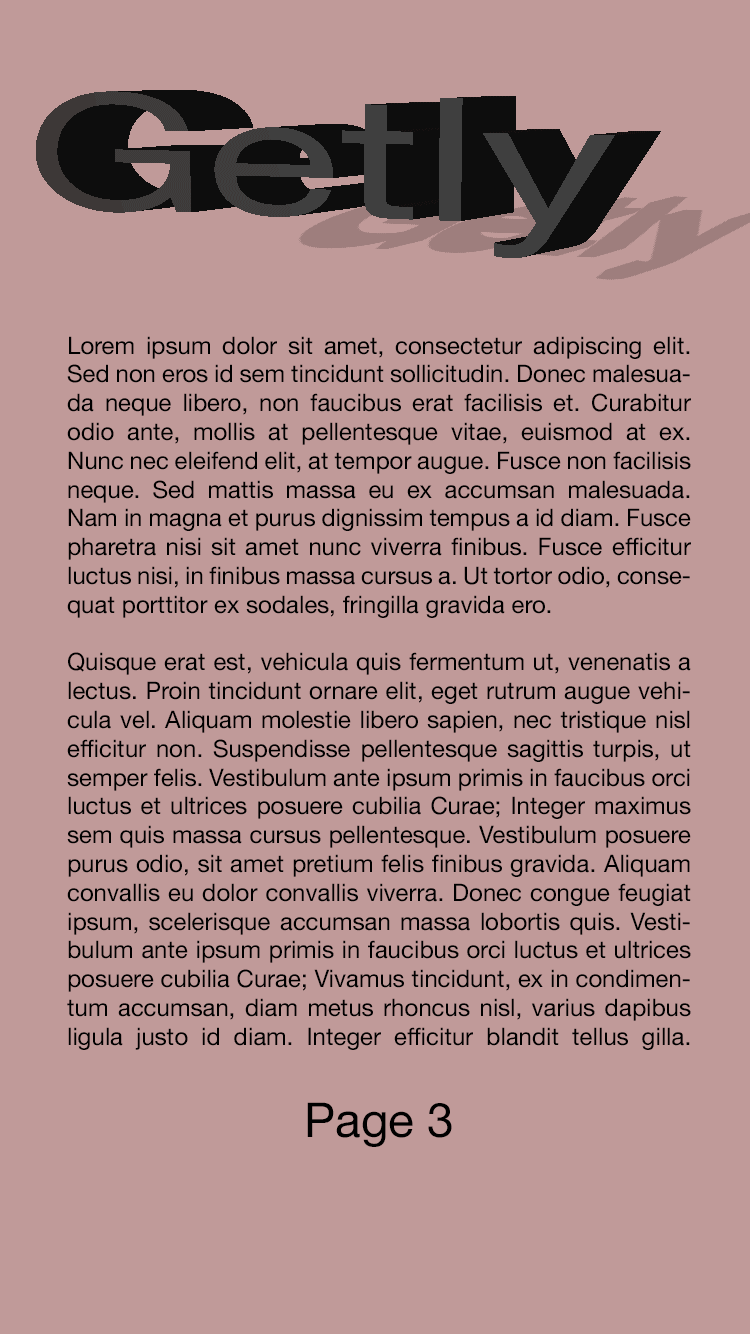 Getly
Lorem ipsum dolor sit amet, consectetur adipiscing elit.
Sed non eros id sem tincidunt sollicitudin. Donec malesua-
da neque libero, non faucibus erat facilisis et. Curabitur
odio ante, mollis at pellentesque vitae, euismod at ex.
Nunc nec eleifend elit, at tempor augue. Fusce non facilisis
neque. Sed mattis massa eu ex accumsan malesuada.
Nam in magna et purus dignissim tempus a id diam. Fusce
pharetra nisi sit amet nunc viverra finibus. Fusce efficitur
luctus nisi, in finibus massa cursus a. Ut tortor odio, conse-
quat porttitor ex sodales, fringilla gravida ero.
Quisque erat est, vehicula quis fermentum ut, venenatis a
lectus. Proin tincidunt ornare elit, eget rutrum augue vehi-
cula vel. Aliquam molestie libero sapien, nec tristique nisl
efficitur non. Suspendisse pellentesque sagittis turpis, ut
semper felis. Vestibulum ante ipsum primis in faucibus orci
luctus et ultrices posuere cubilia Curae; Integer maximus
sem quis massa cursus pellentesque. Vestibulum posuere
purus odio, sit amet pretium felis finibus gravida. Aliquam
convallis eu dolor convallis viverra. Donec congue feugiat
ipsum, scelerisque accumsan massa lobortis quis. Vesti-
bulum ante ipsum primis in faucibus orci luctus et ultrices
posuere cubilia Curae; Vivamus tincidunt, ex in condimen-
tum accumsan, diam metus rhoncus nisl, varius dapibus
ligula justo id diam. Integer efficitur blandit tellus gilla.
Page 3